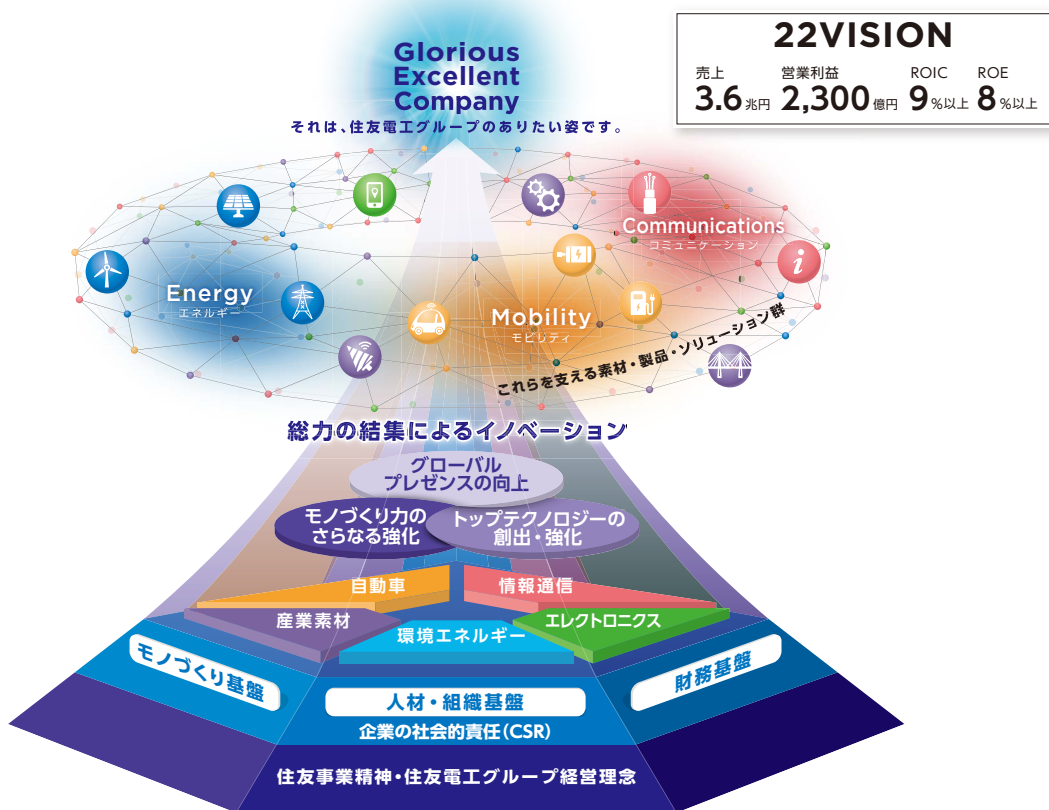 22VISION
売上 営業利益 ROIC ROE
3.6兆円 2,300億円 9%以上 8%以上
Glorious
Excellent
Company
それは、住友電工グループのありたい姿です。
Communications
コミュニケーション
i
Energy
エネルギー
Mobility
モビリティ
これらを支える素材・製品・ソリューション群
総力の結集によるイノベーション
グローバル
プレゼンスの向上
モノづくり力の
さらなる強化
トップテクノロジーの
創出・強化
自動車
情報通信
産業素材
環境エネルギー
エレクトロニクス
モノづくり基盤
人材・組織基盤
財務基盤
企業の社会的責任(CSR)
住友事業精神・住友電工グループ経営理念